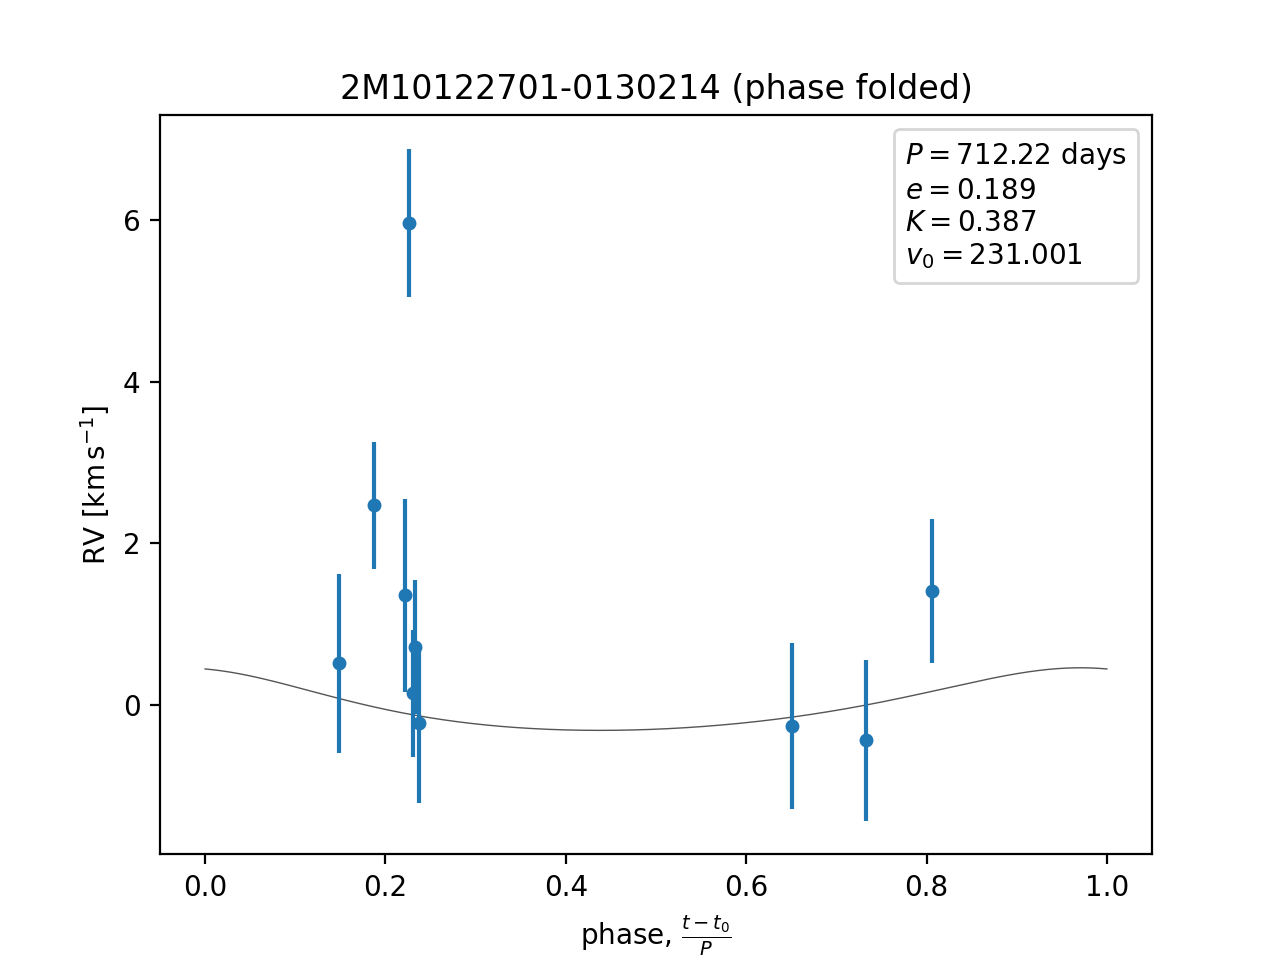 2M10122701-0130214 (phase folded)
P = 712.22 days
e = 0.189
K = 0.387
v₀ = 231.001
6
4
2
0
RV [km s⁻¹]
0.0 0.2 0.4 0.6 0.8 1.0
phase, (t − t₀)/P